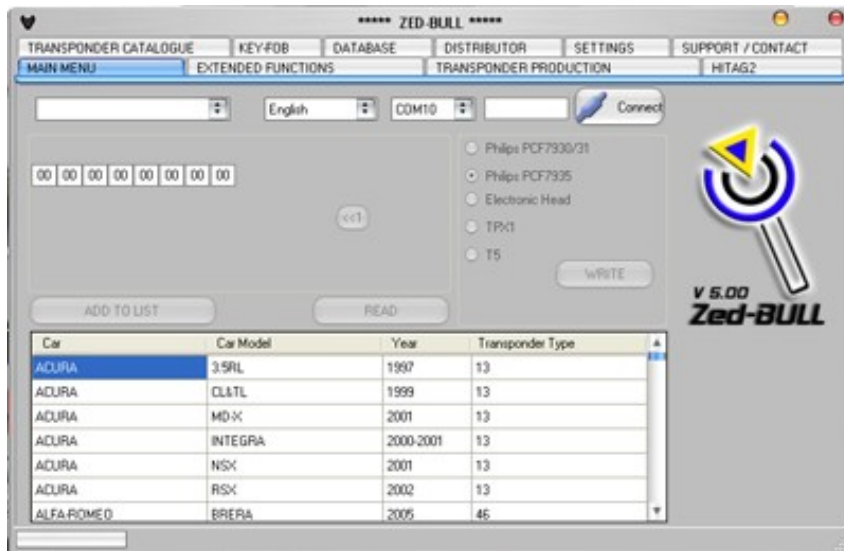 ***** ZED-BULL *****
TRANSPONDER CATALOGUE KEY-FOB DATABASE DISTRIBUTOR SETTINGS SUPPORT / CONTACT
MAIN MENU EXTENDED FUNCTIONS TRANSPONDER PRODUCTION HITAG2
English COM10 Connect
Philips PCF7930/31
00 00 00 00 00 00 00 00 Philips PCF7935
Electronic Head
<<1
TPX1
T5
WRITE
ADD TO LIST READ
V 5.00
Zed-BULL
Car Car Model Year Transponder Type
ACURA 3.5RL 1997 13
ACURA CL&TL 1999 13
ACURA MD-X 2001 13
ACURA INTEGRA 2000-2001 13
ACURA NSX 2001 13
ACURA RSX 2002 13
ALFA-ROMEO BRERA 2005 46